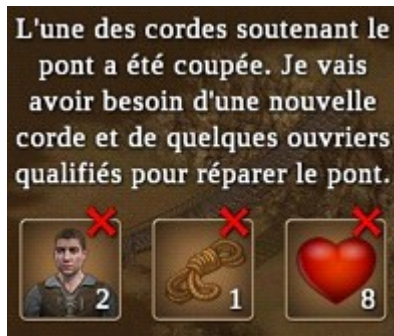 L'une des cordes soutenant le
pont a été coupée. Je vais
avoir besoin d'une nouvelle
corde et de quelques ouvriers
qualifiés pour réparer le pont.
2 1 8